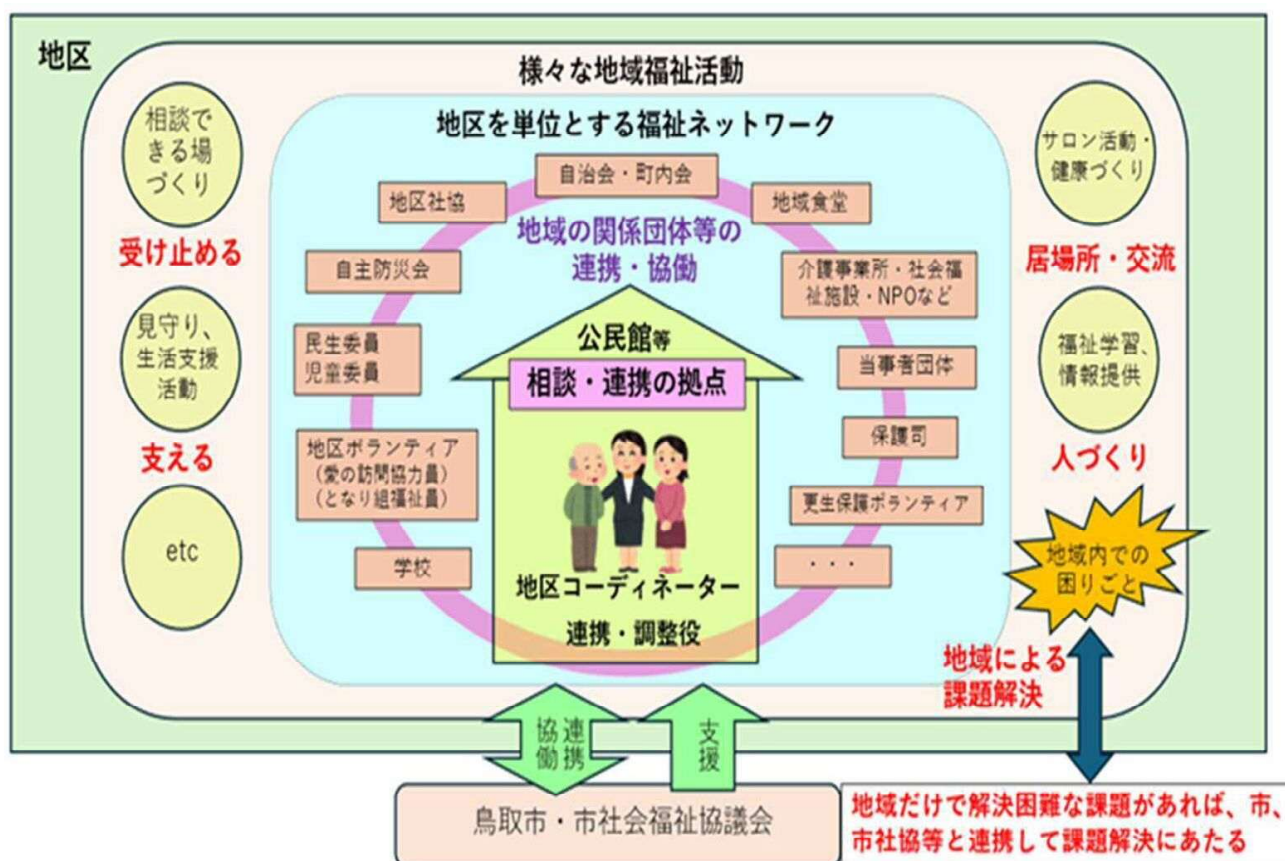 地区
様々な地域福祉活動
地区を単位とする福祉ネットワーク
相談で
きる場
づくり
受け止める
見守り、
生活支援
活動
支える
etc
自治会・町内会
地区社協
地域食堂
地域の関係団体等の
連携・協働
自主防災会
介護事業所・社会福
祉施設・NPOなど
民生委員
児童委員
公民館等
相談・連携の拠点
当事者団体
保護司
地区ボランティア
(愛の訪問協力員)
(となり組福祉員)
更生保護ボランティア
学校
・・・
地区コーディネーター
連携・調整役
サロン活動・
健康づくり
居場所・交流
福祉学習、
情報提供
人づくり
地域内での
困りごと
地域による
課題解決
連携
協働
支援
鳥取市・市社会福祉協議会
地域だけで解決困難な課題があれば、市、
市社協等と連携して課題解決にあたる